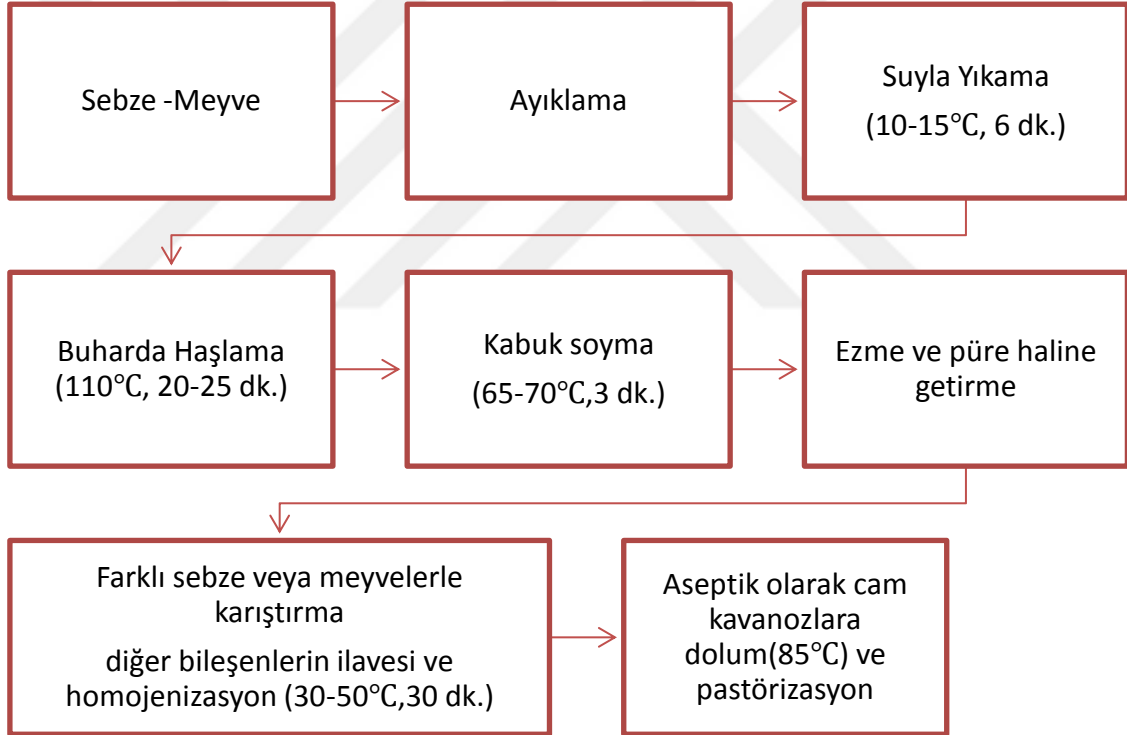 Sebze -Meyve
Ayıklama
Suyla Yıkama
(10-15℃, 6 dk.)
Buharda Haşlama
(110℃, 20-25 dk.)
Kabuk soyma
(65-70℃,3 dk.)
Ezme ve püre haline
getirme
Farklı sebze veya meyvelerle
karıştırma
diğer bileşenlerin ilavesi ve
homojenizasyon (30-50℃,30 dk.)
Aseptik olarak cam
kavanozlara
dolum(85℃) ve
pastörizasyon